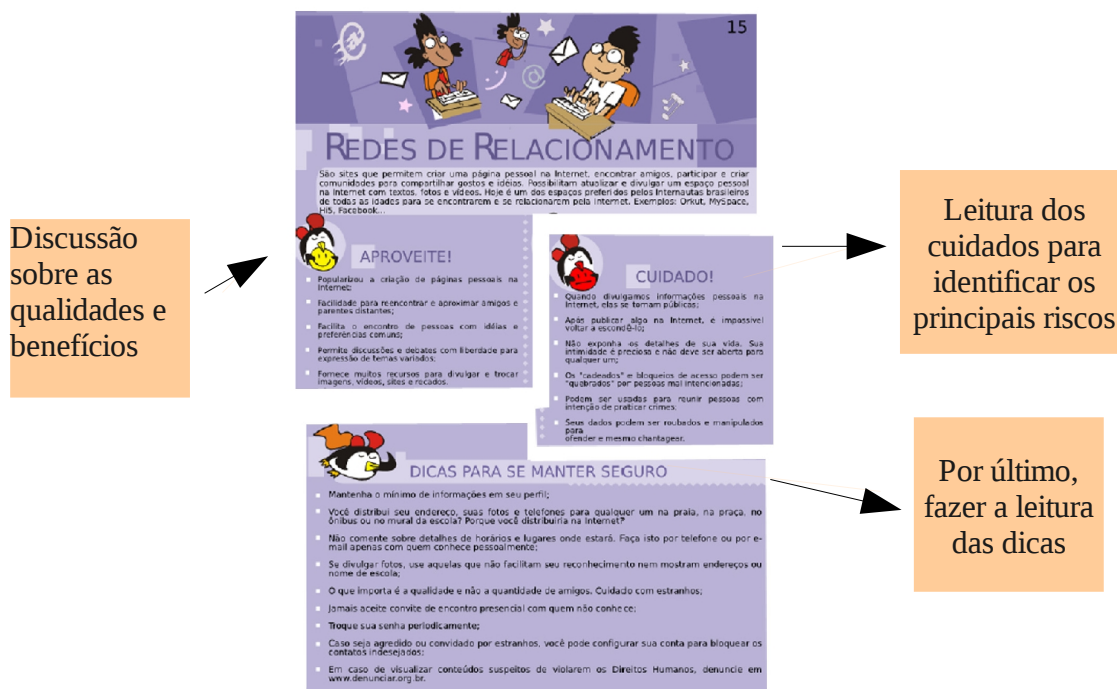 15
REDES DE RELACIONAMENTO
São sites que permitem criar uma página pessoal na Internet, encontrar amigos, participar e criar
comunidades para compartilhar gostos e idéias. Possibilitam atualizar e divulgar um espaço pessoal
na Internet com textos, fotos e vídeos. Hoje é um dos espaços preferidos pelos Internautas brasileiros
de todas as idades para se encontrarem e se relacionarem pela Internet. Exemplos: Orkut, MySpace,
Hi5, Facebook...
Discussão
sobre as
qualidades e
benefícios
APROVEITE!
Popularizou a criação de páginas pessoais na
Internet;
Facilidade para reencontrar e aproximar amigos e
parentes distantes;
Facilita o encontro de pessoas com idéias e
preferências comuns;
Permite discussões e debates com liberdade para
expressão de temas variados;
Fornece muitos recursos para divulgar e trocar
imagens, vídeos, sites e recados.
CUIDADO!
Quando divulgamos informações pessoais na
Internet, elas se tornam públicas;
Após publicar algo na Internet, é impossível
voltar a escondê-lo;
Não exponha os detalhes de sua vida. Sua
intimidade é preciosa e não deve ser aberta para
qualquer um;
Os "cadeados" e bloqueios de acesso podem ser
"quebrados" por pessoas mal intencionadas;
Podem ser usadas para reunir pessoas com
intenção de praticar crimes;
Seus dados podem ser roubados e manipulados
para
ofender e mesmo chantagear.
Leitura dos
cuidados para
identificar os
principais riscos
DICAS PARA SE MANTER SEGURO
Mantenha o mínimo de informações em seu perfil;
Você distribui seu endereço, suas fotos e telefones para qualquer um na praia, na praça, no
ônibus ou no mural da escola? Porque você distribuiria na Internet?
Não comente sobre detalhes de horários e lugares onde estará. Faça isto por telefone ou por e-
mail apenas com quem conhece pessoalmente;
Se divulgar fotos, use aquelas que não facilitam seu reconhecimento nem mostram endereços ou
nome de escola;
O que importa é a qualidade e não a quantidade de amigos. Cuidado com estranhos;
Jamais aceite convite de encontro presencial com quem não conhece;
Troque sua senha periodicamente;
Caso seja agredido ou convidado por estranhos, você pode configurar sua conta para bloquear os
contatos indesejados;
Em caso de visualizar conteúdos suspeitos de violarem os Direitos Humanos, denuncie em
www.denunciar.org.br.
Por último,
fazer a leitura
das dicas